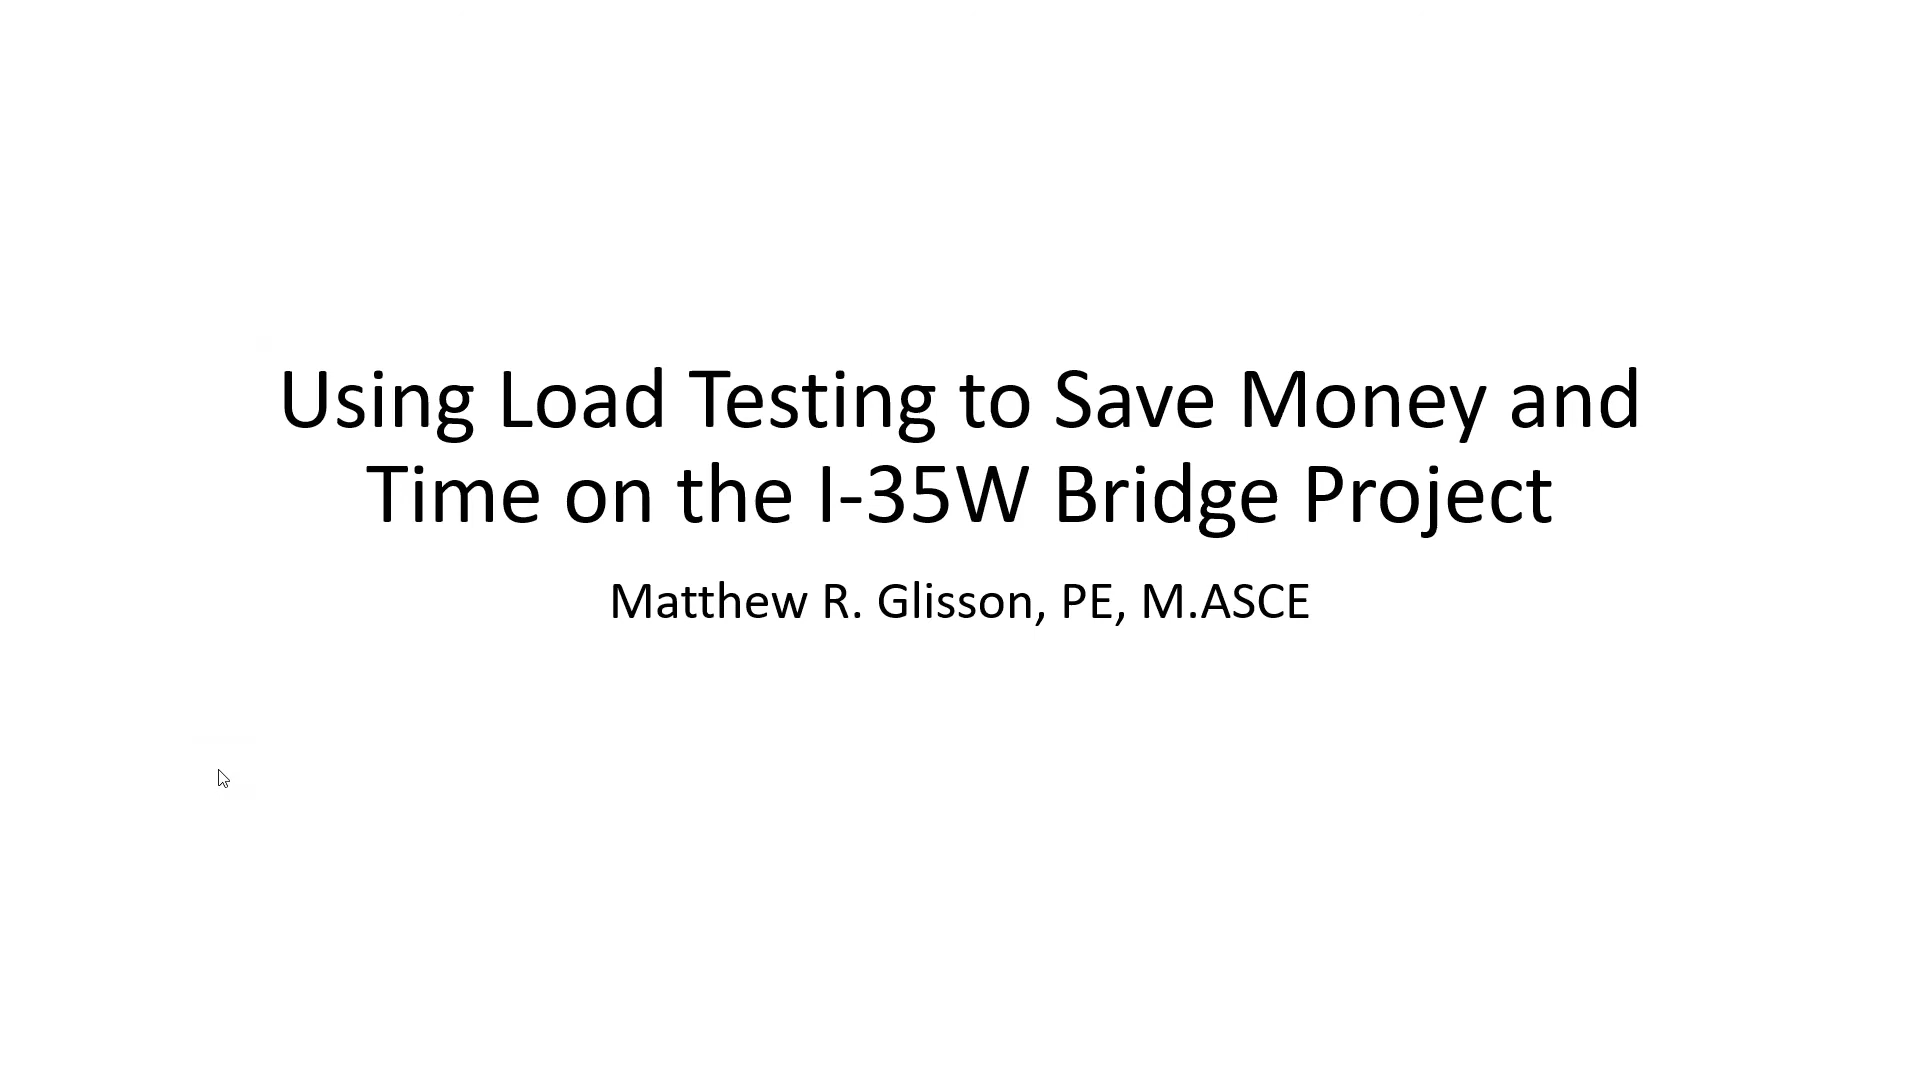 Using Load Testing to Save Money and
Time on the I-35W Bridge Project
Matthew R. Glisson, PE, M.ASCE